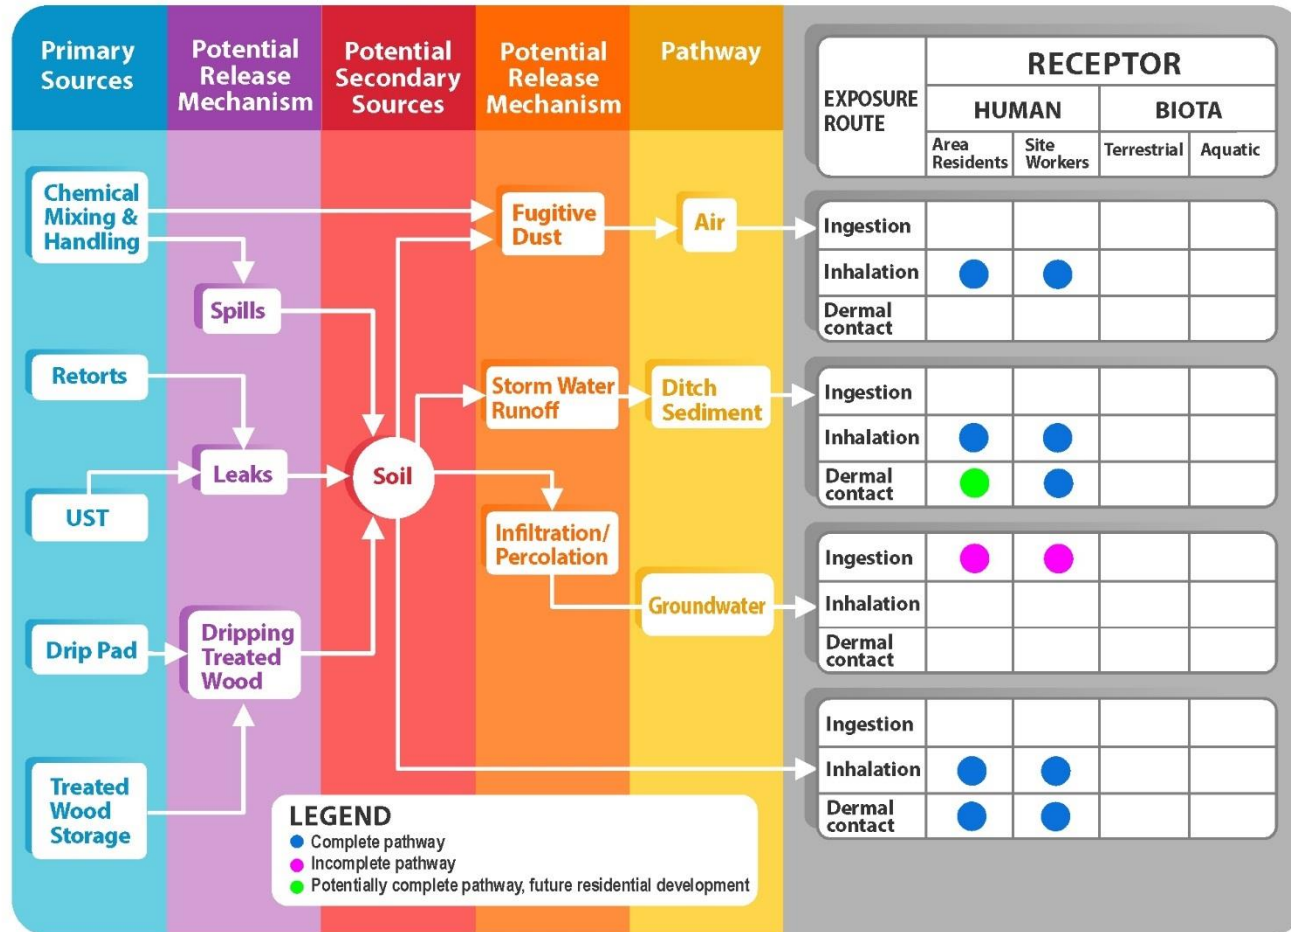 Primary
Sources
Potential
Release
Mechanism
Potential
Secondary
Sources
Potential
Release
Mechanism
Pathway
EXPOSURE
ROUTE
RECEPTOR
HUMAN
BIOTA
Area
Residents
Site
Workers
Terrestrial
Aquatic
Chemical
Mixing &
Handling
Spills
Retorts
Leaks
UST
Drip Pad
Dripping
Treated
Wood
Treated
Wood
Storage
Soil
Fugitive
Dust
Air
Storm Water
Runoff
Ditch
Sediment
Infiltration/
Percolation
Groundwater
Ingestion
Inhalation
Dermal
contact
Ingestion
Inhalation
Dermal
contact
Ingestion
Inhalation
Dermal
contact
Ingestion
Inhalation
Dermal
contact
LEGEND
Complete pathway
Incomplete pathway
Potentially complete pathway, future residential development